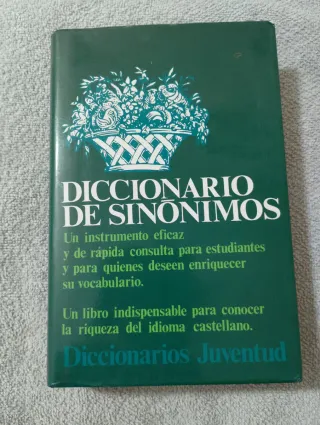 DICCIONARIO
DE SINÓNIMOS
Un instrumento eficaz
y de rápida consulta para estudiantes
y para quienes deseen enriquecer
su vocabulario.
Un libro indispensable para conocer
la riqueza del idioma castellano.
Diccionarios Juventud